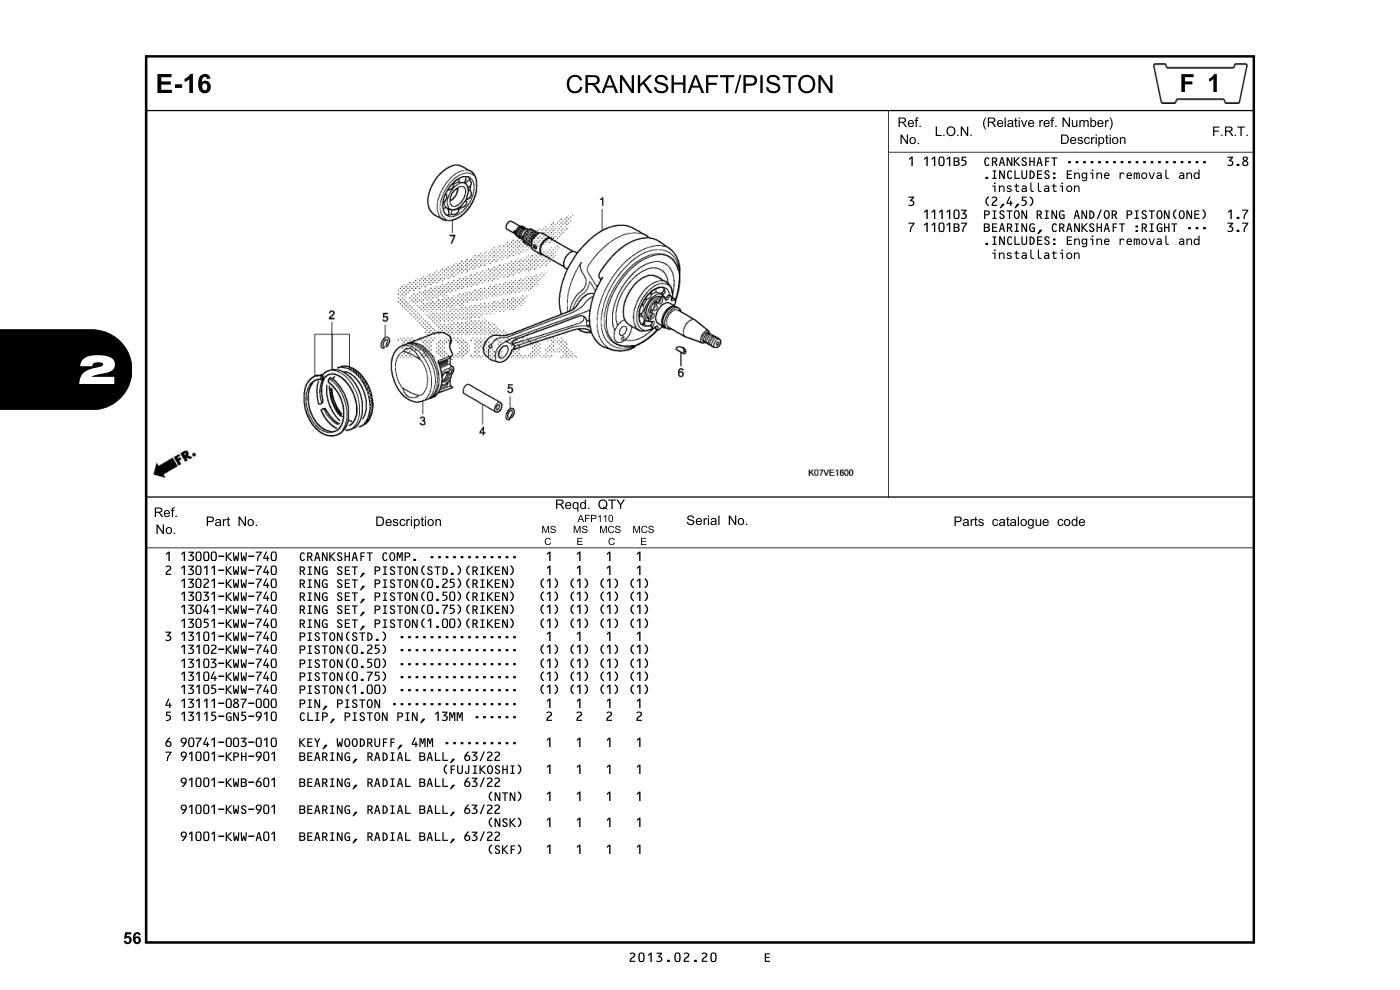 E-16
CRANKSHAFT/PISTON
F 1
1
7
2
5
5
6
3
4
FR.
K07VE1600
Ref. No. L.O.N. (Relative ref. Number) Description F.R.T.
1 1101B5 CRANKSHAFT ------------------- 3.8
.INCLUDES: Engine removal and
installation
3 (2,4,5)
111103 PISTON RING AND/OR PISTON(ONE) 1.7
7 1101B7 BEARING, CRANKSHAFT :RIGHT --- 3.7
.INCLUDES: Engine removal and
installation
2
Ref. No. Part No. Description Reqd. QTY Serial No. Parts catalogue code
AFP110
MS MS MCS MCS
C E C E
1 13000-KWW-740 CRANKSHAFT COMP. ------------ 1 1 1 1
2 13011-KWW-740 RING SET, PISTON(STD.)(RIKEN) 1 1 1 1
13021-KWW-740 RING SET, PISTON(0.25)(RIKEN) (1) (1) (1) (1)
13031-KWW-740 RING SET, PISTON(0.50)(RIKEN) (1) (1) (1) (1)
13041-KWW-740 RING SET, PISTON(0.75)(RIKEN) (1) (1) (1) (1)
13051-KWW-740 RING SET, PISTON(1.00)(RIKEN) (1) (1) (1) (1)
3 13101-KWW-740 PISTON(STD.) ---------------- 1 1 1 1
13102-KWW-740 PISTON(0.25) ---------------- (1) (1) (1) (1)
13103-KWW-740 PISTON(0.50) ---------------- (1) (1) (1) (1)
13104-KWW-740 PISTON(0.75) ---------------- (1) (1) (1) (1)
13105-KWW-740 PISTON(1.00) ---------------- (1) (1) (1) (1)
4 13111-087-000 PIN, PISTON ----------------- 1 1 1 1
5 13115-GN5-910 CLIP, PISTON PIN, 13MM ------ 2 2 2 2
6 90741-003-010 KEY, WOODRUFF, 4MM ---------- 1 1 1 1
7 91001-KPH-901 BEARING, RADIAL BALL, 63/22
(FUJIKOSHI) 1 1 1 1
91001-KWB-601 BEARING, RADIAL BALL, 63/22
(NTN) 1 1 1 1
91001-KWS-901 BEARING, RADIAL BALL, 63/22
(NSK) 1 1 1 1
91001-KWW-A01 BEARING, RADIAL BALL, 63/22
(SKF) 1 1 1 1
56
2013.02.20 E